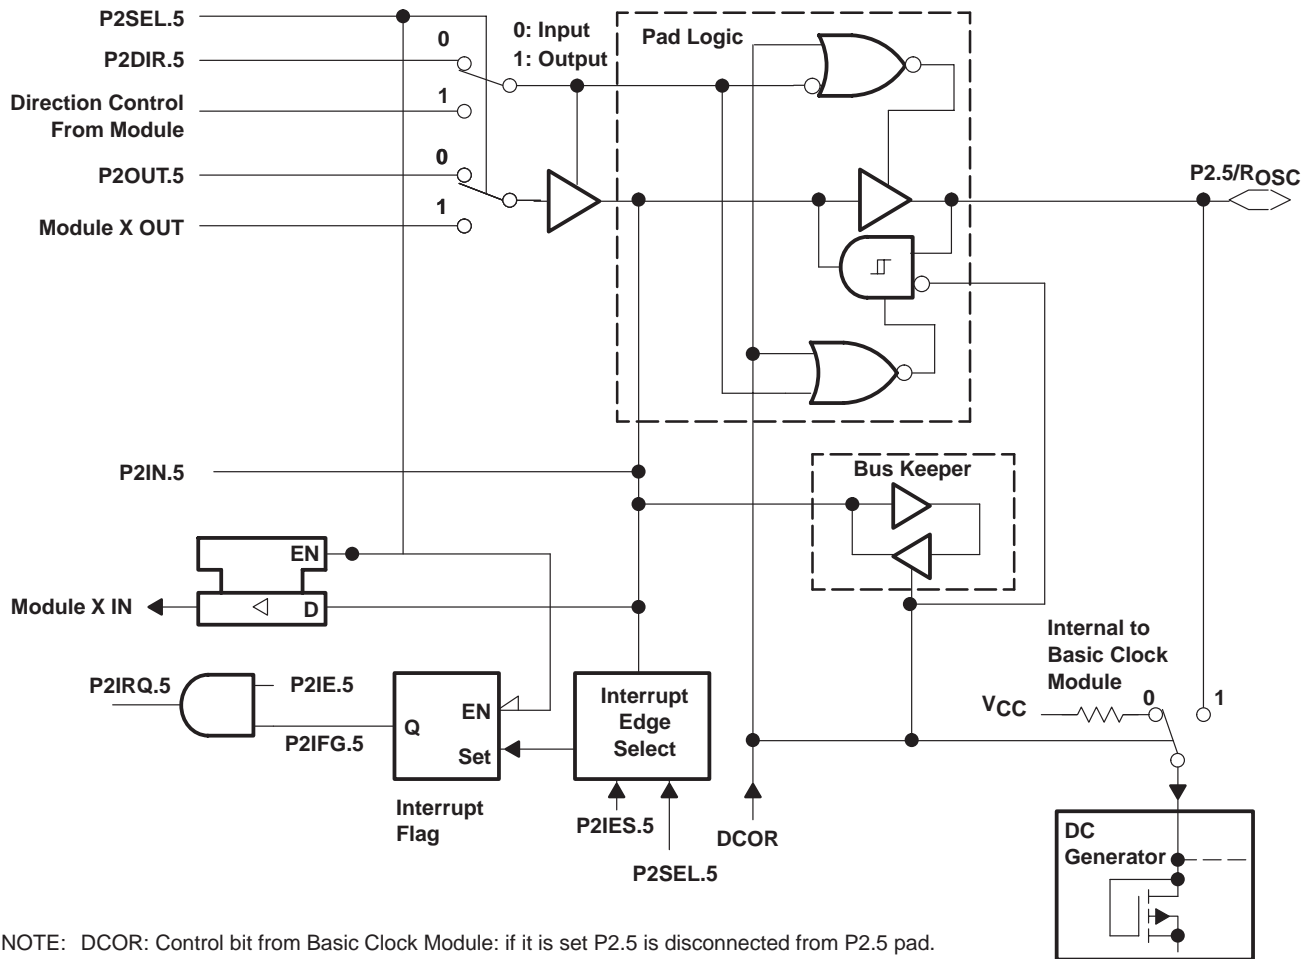 P2SEL.5
0
0: Input
1: Output
Pad Logic
P2DIR.5
Direction Control
From Module
1
0
P2OUT.5
P2.5/ROSC
1
Module X OUT
P2IN.5
Bus Keeper
EN
Module X IN
D
Internal to
Basic Clock
Module
P2IRQ.5
P2IE.5
EN
Interrupt
Edge
Select
VCC
0
1
Q
P2IFG.5
Set
Interrupt
Flag
P2IES.5
DCOR
P2SEL.5
DC
Generator
NOTE: DCOR: Control bit from Basic Clock Module: if it is set P2.5 is disconnected from P2.5 pad.